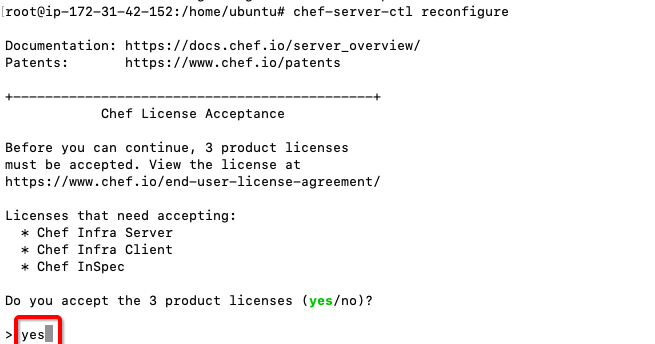 [root@ip-172-31-42-152:/home/ubuntu# chef-server-ctl reconfigure
Documentation: https://docs.chef.io/server_overview/
Patents:       https://www.chef.io/patents
+---------------------------------------------+
            Chef License Acceptance
Before you can continue, 3 product licenses
must be accepted. View the license at
https://www.chef.io/end-user-license-agreement/
Licenses that need accepting:
  * Chef Infra Server
  * Chef Infra Client
  * Chef InSpec
Do you accept the 3 product licenses (yes/no)?
> yes